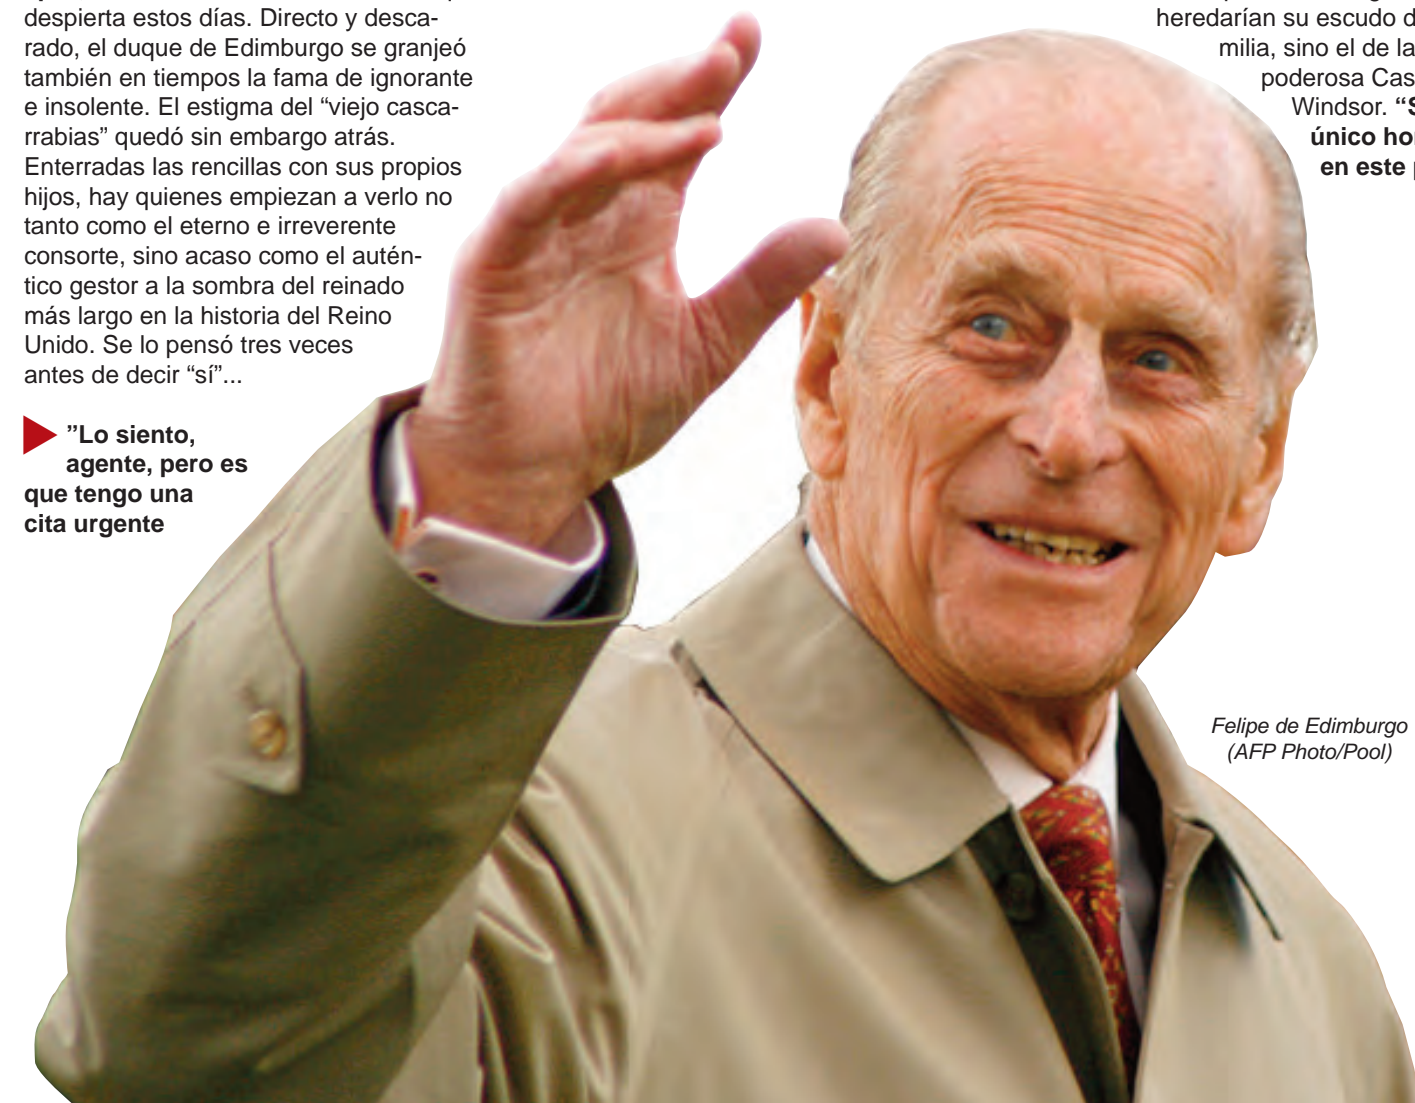 despierta estos días. Directo y desca-
rado, el duque de Edimburgo se granjeó
también en tiempos la fama de ignorante
e insolente. El estigma del “viejo casca-
rrabias” quedó sin embargo atrás.
Enterradas las rencillas con sus propios
hijos, hay quienes empiezan a verlo no
tanto como el eterno e irreverente
consorte, sino acaso como el autén-
tico gestor a la sombra del reinado
más largo en la historia del Reino
Unido. Se lo pensó tres veces
antes de decir “sí”...
”Lo siento,
agente, pero es
que tengo una
cita urgente
heredarían su escudo d
milia, sino el de la
poderosa Cas
Windsor. “S
único ho
en este p
Felipe de Edimburgo
(AFP Photo/Pool)